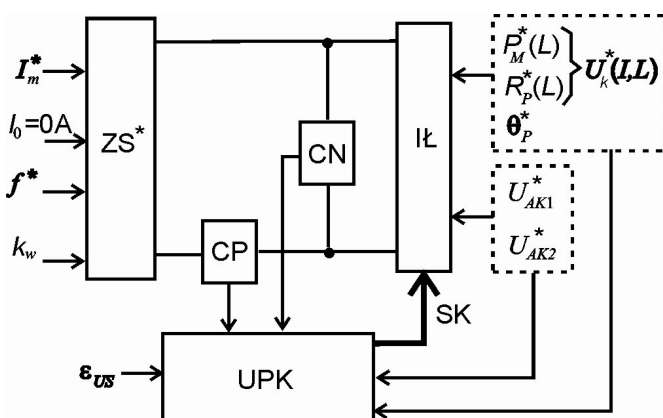 I*m
I0=0A
f*
kw
ZS*
CN
CP
IŁ
P*M(L)
R*P(L)
U*k(I,L)
θ*P
U*AK1
U*AK2
SK
εUS
UPK